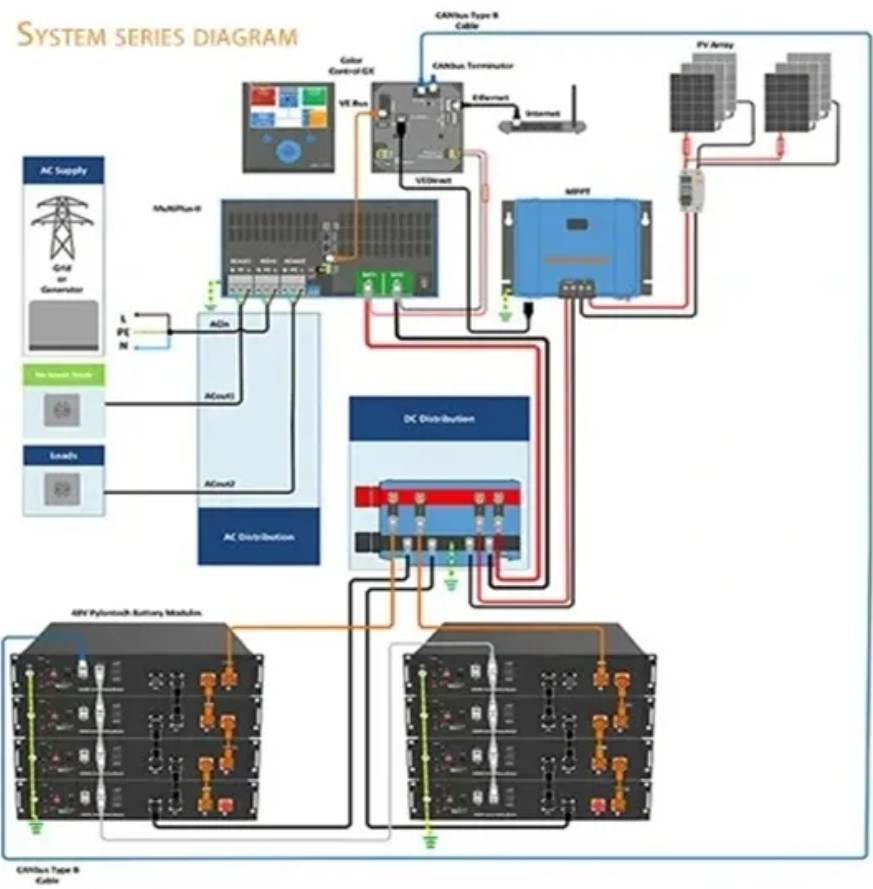 SYSTEM SERIES DIAGRAM
CANbus Type B
Cable
Color
Control GX
CANbus Terminator
PV Array
VE Bus
Ethernet
Internet
AC Supply
VEDirect
MultiPlus-II
MPPT
Grid
or
Generator
L
PE
N
ACin
ACout1
DC Distribution
Loads
ACout2
AC Distribution
48V Pylontech Battery Modules
CANbus Type B
Cable